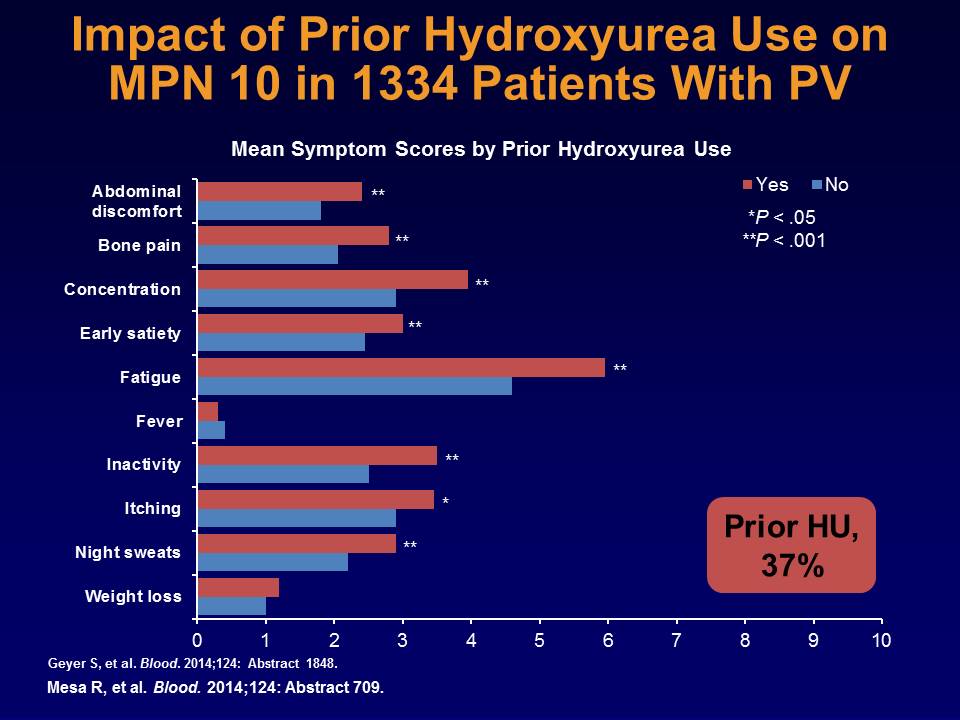 Impact of Prior Hydroxyurea Use on
MPN 10 in 1334 Patients With PV
Mean Symptom Scores by Prior Hydroxyurea Use
Yes No
*P < .05
**P < .001
Abdominal
discomfort
**
Bone pain
**
Concentration
**
Early satiety
**
Fatigue
**
Fever
Inactivity
**
Itching
*
Night sweats
**
Weight loss
Prior HU,
37%
0 1 2 3 4 5 6 7 8 9 10
Geyer S, et al. Blood. 2014;124: Abstract 1848.
Mesa R, et al. Blood. 2014;124: Abstract 709.